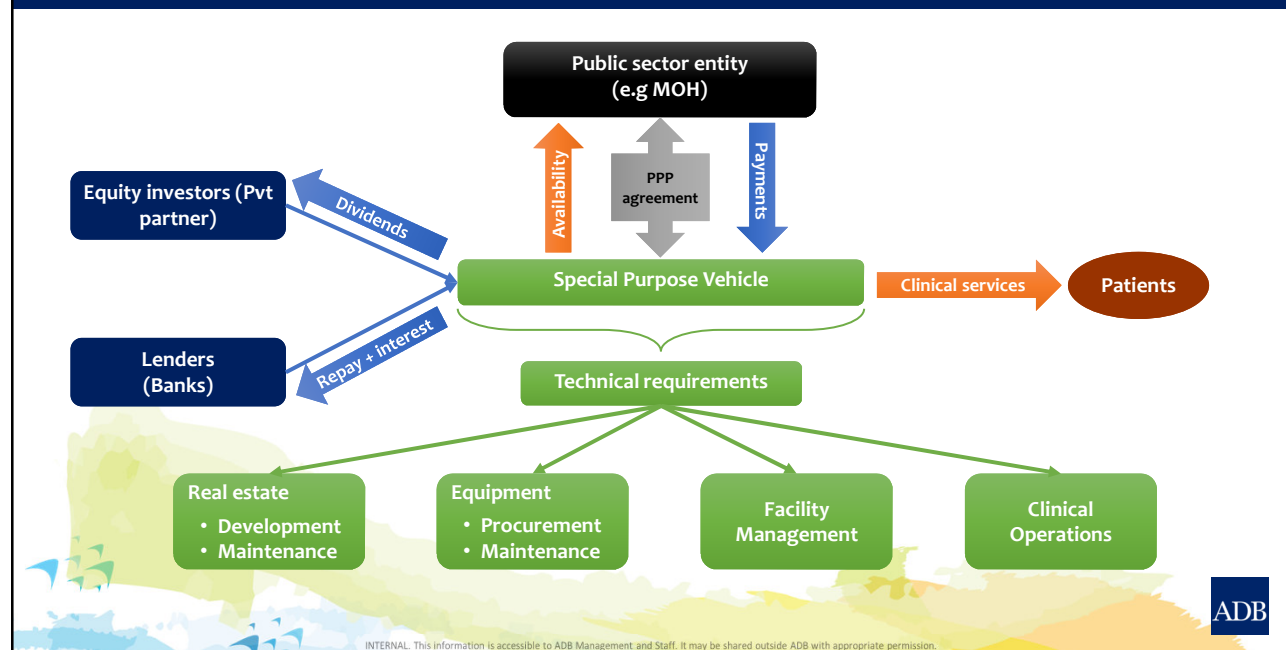 Public sector entity
(e.g MOH)
Availability
PPP
agreement
Payments
Equity investors (Pvt
partner)
Dividends
Special Purpose Vehicle
Clinical services
Patients
Lenders
(Banks)
Repay + interest
Technical requirements
Real estate
• Development
• Maintenance
Equipment
• Procurement
• Maintenance
Facility
Management
Clinical
Operations
ADB
INTERNAL. This information is accessible to ADB Management and Staff. It may be shared outside ADB with appropriate permission.